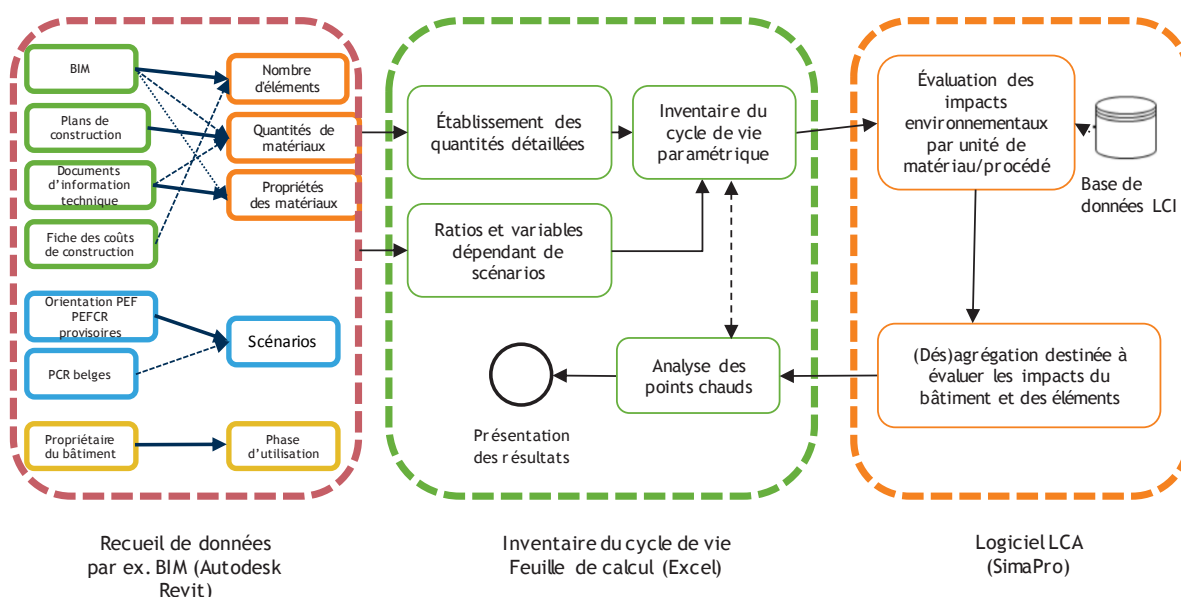 BIM
Nombre
d'éléments
Plans de
construction
Quantités de
matériaux
Documents
d'information
technique
Propriétés
des matériaux
Fiche des coûts
de construction
Orientation PEF
PEFCR
provisoires
Scénarios
PCR belges
Propriétaire
du bâtiment
Phase
d'utilisation
Recueil de données
par ex. BIM (Autodesk
Revit)
Établissement des
quantités détaillées
Inventaire du
cycle de vie
paramétrique
Ratios et variables
dépendant de
scénarios
Analyse des
points chauds
Présentation
des résultats
Inventaire du cycle de vie
Feuille de calcul (Excel)
Évaluation des
impacts
environnementaux
par unité de
matériau/procédé
Base de
données LCI
(Dés)agrégation destinée à
évaluer les impacts du
bâtiment et des éléments
Logiciel LCA
(SimaPro)